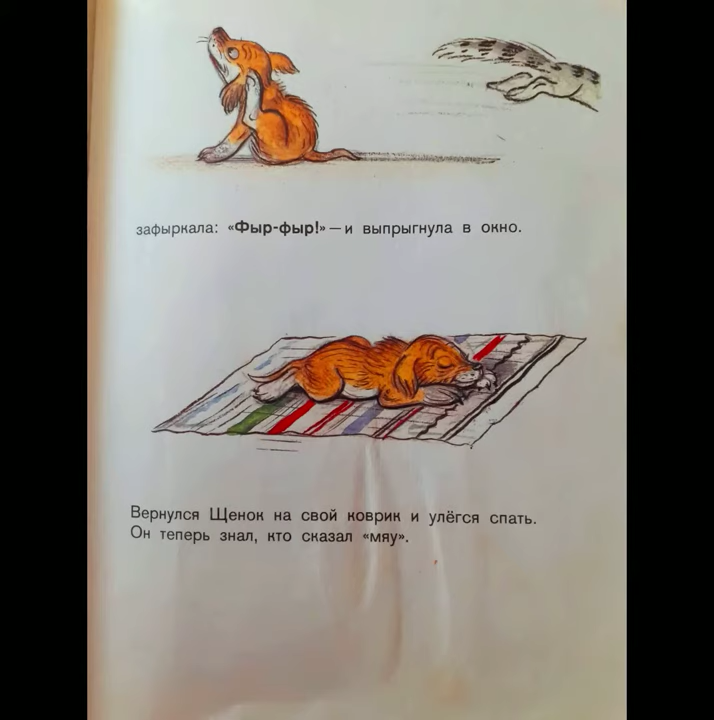 зафыркала: «Фыр-фыр!» — и выпрыгнула в окно.
Вернулся Щенок на свой коврик и улёгся спать.
Он теперь знал, кто сказал «мяу».